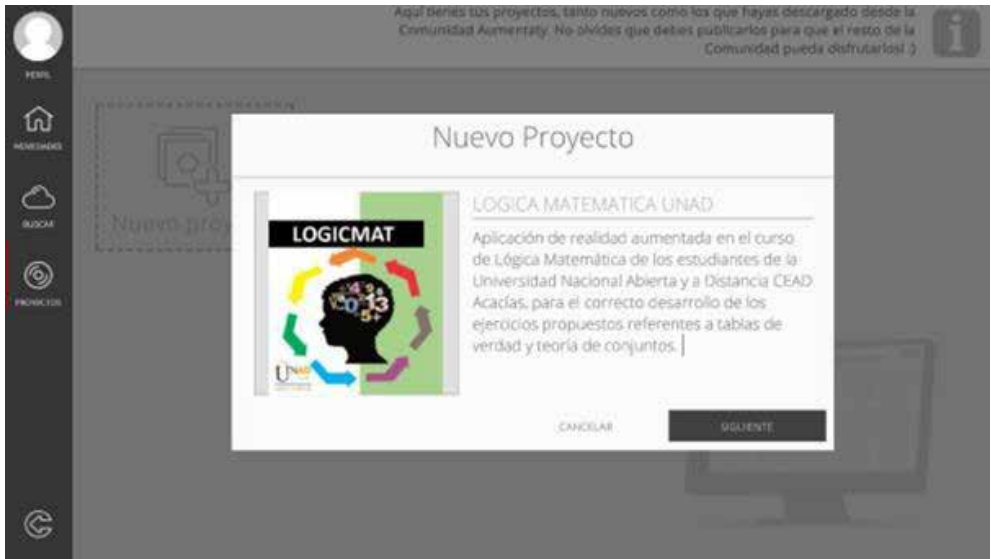 Aquí tienes tus proyectos, tanto nuevos como los que hayas descargado desde la
Comunidad Aumentaty. No olvides que debes publicarlos para que el resto de la
Comunidad pueda disfrutarlos! :)
PERFIL
NOVEDADES
BUSCAR
PROYECTOS
Nuevo proy
Nuevo Proyecto
LOGICMAT
UNAD
LOGICA MATEMATICA UNAD
Aplicación de realidad aumentada en el curso
de Lógica Matemática de los estudiantes de la
Universidad Nacional Abierta y a Distancia CEAD
Acacías, para el correcto desarrollo de los
ejercicios propuestos referentes a tablas de
verdad y teoría de conjuntos.
CANCELAR
SIGUIENTE